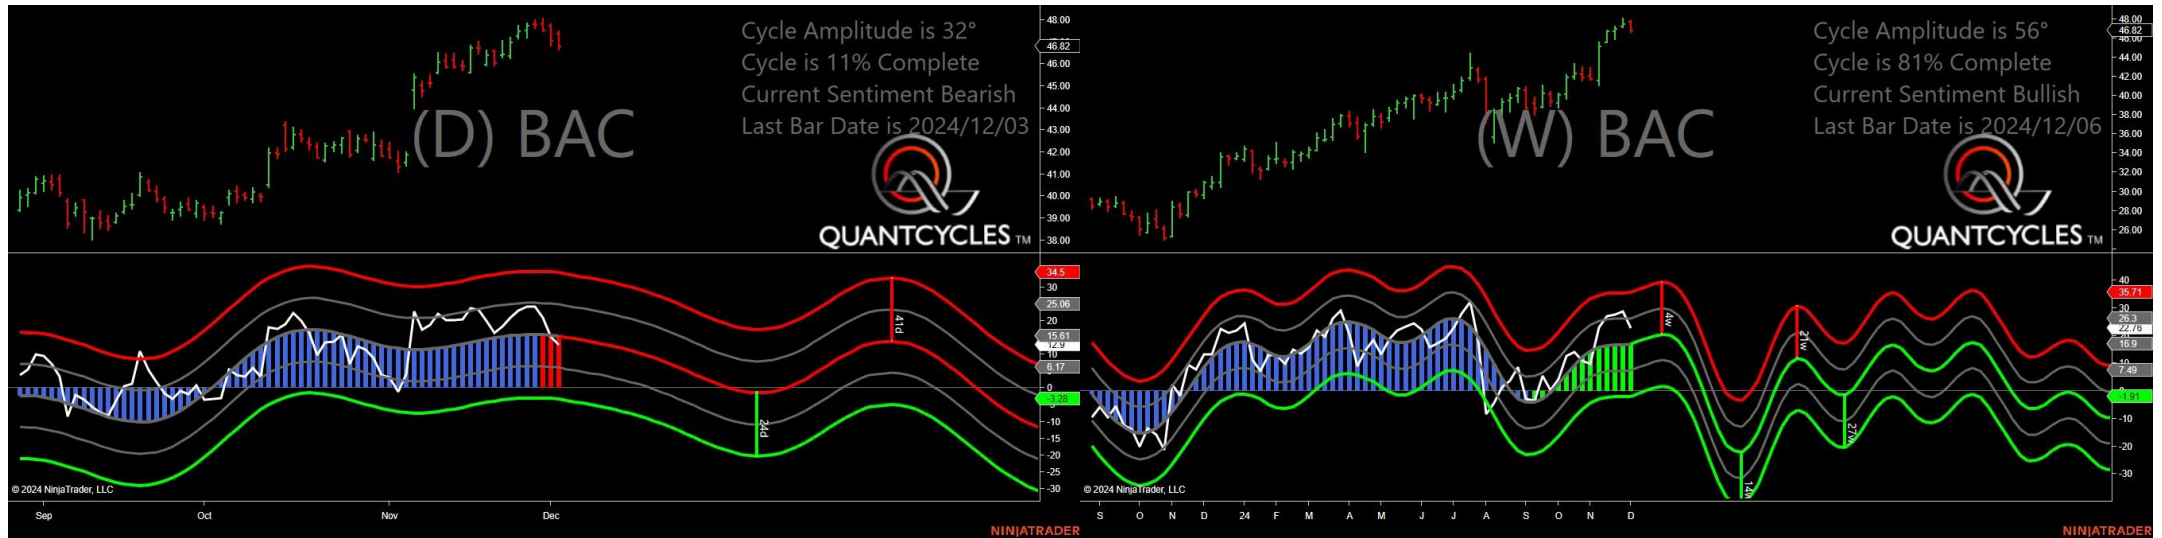 Cycle Amplitude is 32°
Cycle is 11% Complete
Current Sentiment Bearish
Last Bar Date is 2024/12/03
(D) BAC
QUANTCYCLES TM
48.00
46.82
46.00
45.00
44.00
43.00
42.00
41.00
40.00
39.00
38.00
34.5
30
25.06
20
15.61
12.9
10
6.17
0
-3.28
-10
-15
-20
-25
-30
41d
24d
© 2024 NinjaTrader, LLC
Sep Oct Nov Dec
NINJATRADER
Cycle Amplitude is 56°
Cycle is 81% Complete
Current Sentiment Bullish
Last Bar Date is 2024/12/06
(W) BAC
QUANTCYCLES TM
48.00
46.82
46.00
44.00
42.00
40.00
38.00
36.00
34.00
32.00
30.00
28.00
26.00
40
35.71
30
26.3
22.76
16.9
10
7.49
-1.91
-10
-20
-30
4w
21w
14w
27w
© 2024 NinjaTrader, LLC
S O N D 24 F M A M J J A S O N D
NINJATRADER